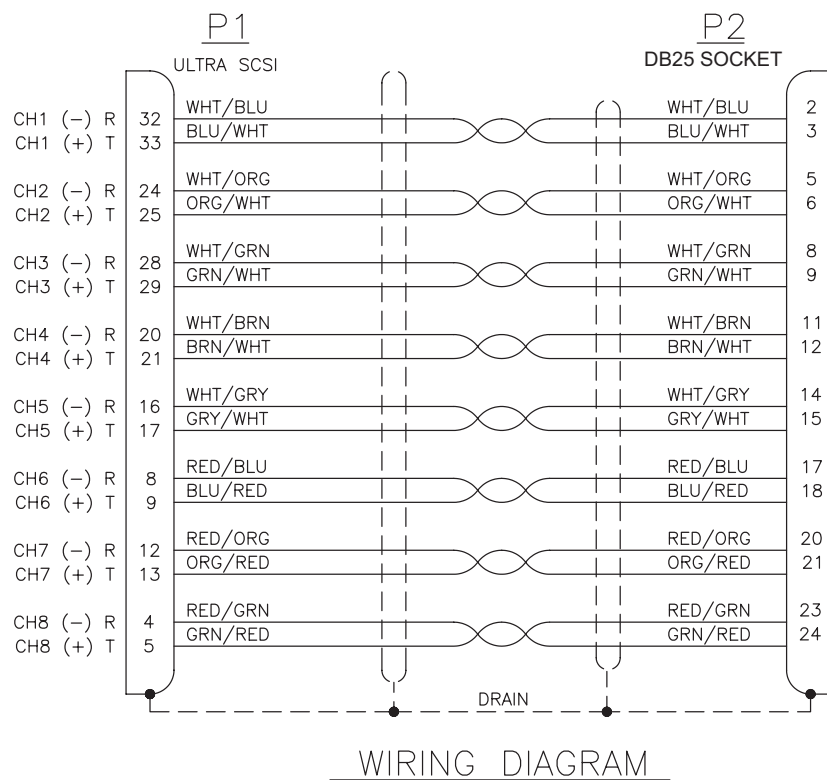 P1 P2
ULTRA SCSI DB25 SOCKET
CH1 (-) R 32 WHT/BLU WHT/BLU 2
CH1 (+) T 33 BLU/WHT BLU/WHT 3
CH2 (-) R 24 WHT/ORG WHT/ORG 5
CH2 (+) T 25 ORG/WHT ORG/WHT 6
CH3 (-) R 28 WHT/GRN WHT/GRN 8
CH3 (+) T 29 GRN/WHT GRN/WHT 9
CH4 (-) R 20 WHT/BRN WHT/BRN 11
CH4 (+) T 21 BRN/WHT BRN/WHT 12
CH5 (-) R 16 WHT/GRY WHT/GRY 14
CH5 (+) T 17 GRY/WHT GRY/WHT 15
CH6 (-) R 8 RED/BLU RED/BLU 17
CH6 (+) T 9 BLU/RED BLU/RED 18
CH7 (-) R 12 RED/ORG RED/ORG 20
CH7 (+) T 13 ORG/RED ORG/RED 21
CH8 (-) R 4 RED/GRN RED/GRN 23
CH8 (+) T 5 GRN/RED GRN/RED 24
DRAIN
WIRING DIAGRAM